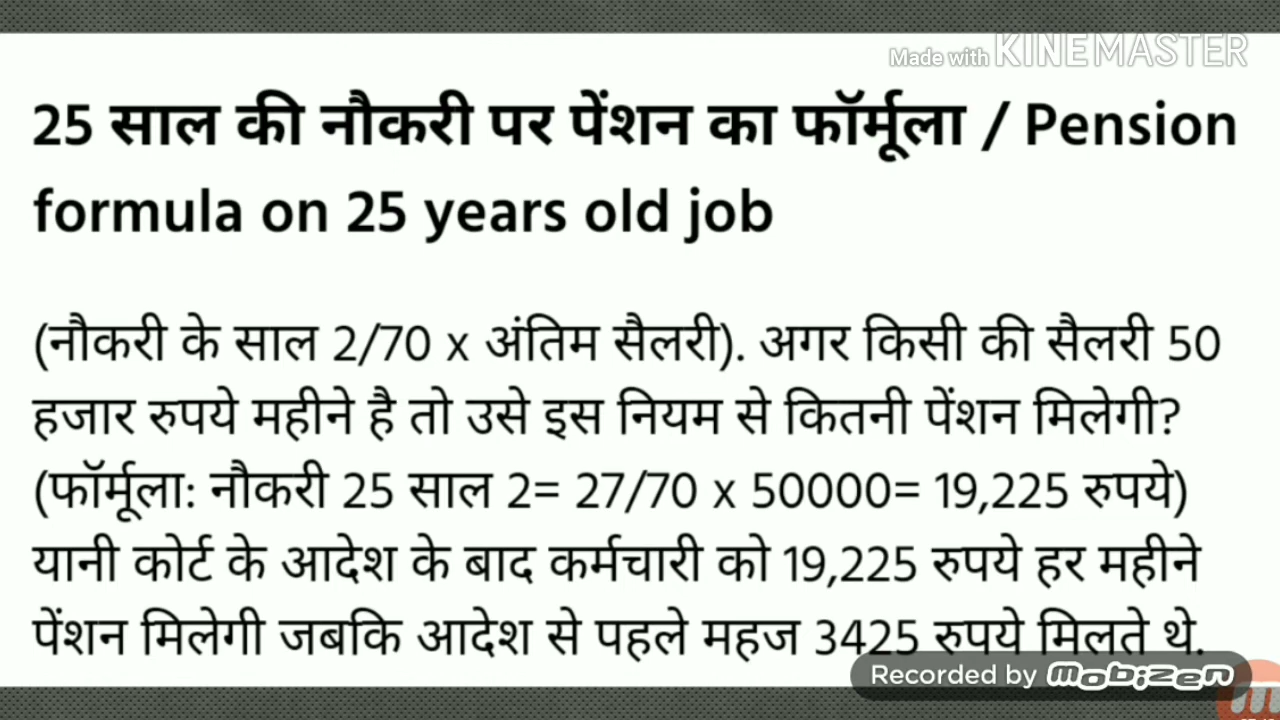 Made with KINEMASTER
25 साल की नौकरी पर पेंशन का फॉर्मूला / Pension
formula on 25 years old job
(नौकरी के साल 2/70 x अंतिम सैलरी). अगर किसी की सैलरी 50
हजार रुपये महीने है तो उसे इस नियम से कितनी पेंशन मिलेगी?
(फॉर्मूला: नौकरी 25 साल 2= 27/70 x 50000= 19,225 रुपये)
यानी कोर्ट के आदेश के बाद कर्मचारी को 19,225 रुपये हर महीने
पेंशन मिलेगी जबकि आदेश से पहले महज 3425 रुपये मिलते थे.
Recorded by mobizen